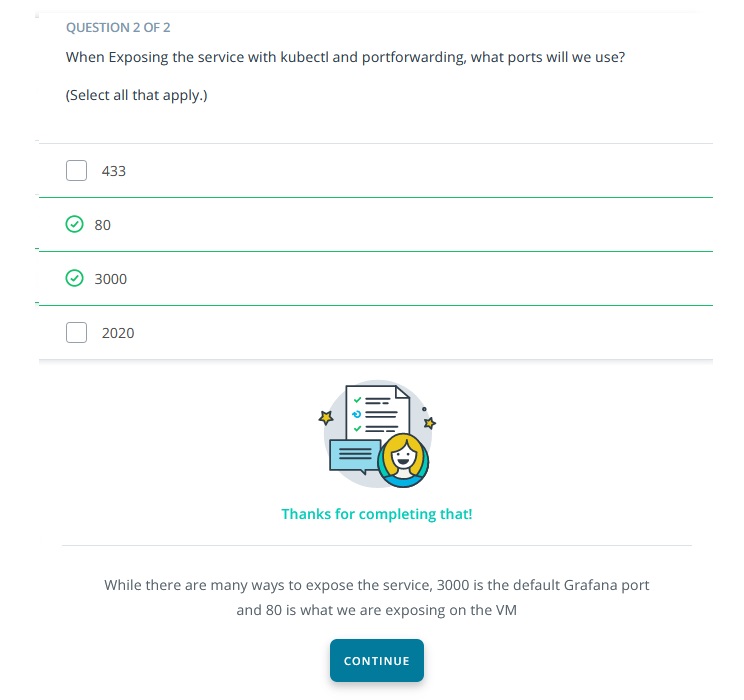 QUESTION 2 OF 2
When Exposing the service with kubectl and portforwarding, what ports will we use?
(Select all that apply.)
433
80
3000
2020
Thanks for completing that!
While there are many ways to expose the service, 3000 is the default Grafana port
and 80 is what we are exposing on the VM
CONTINUE